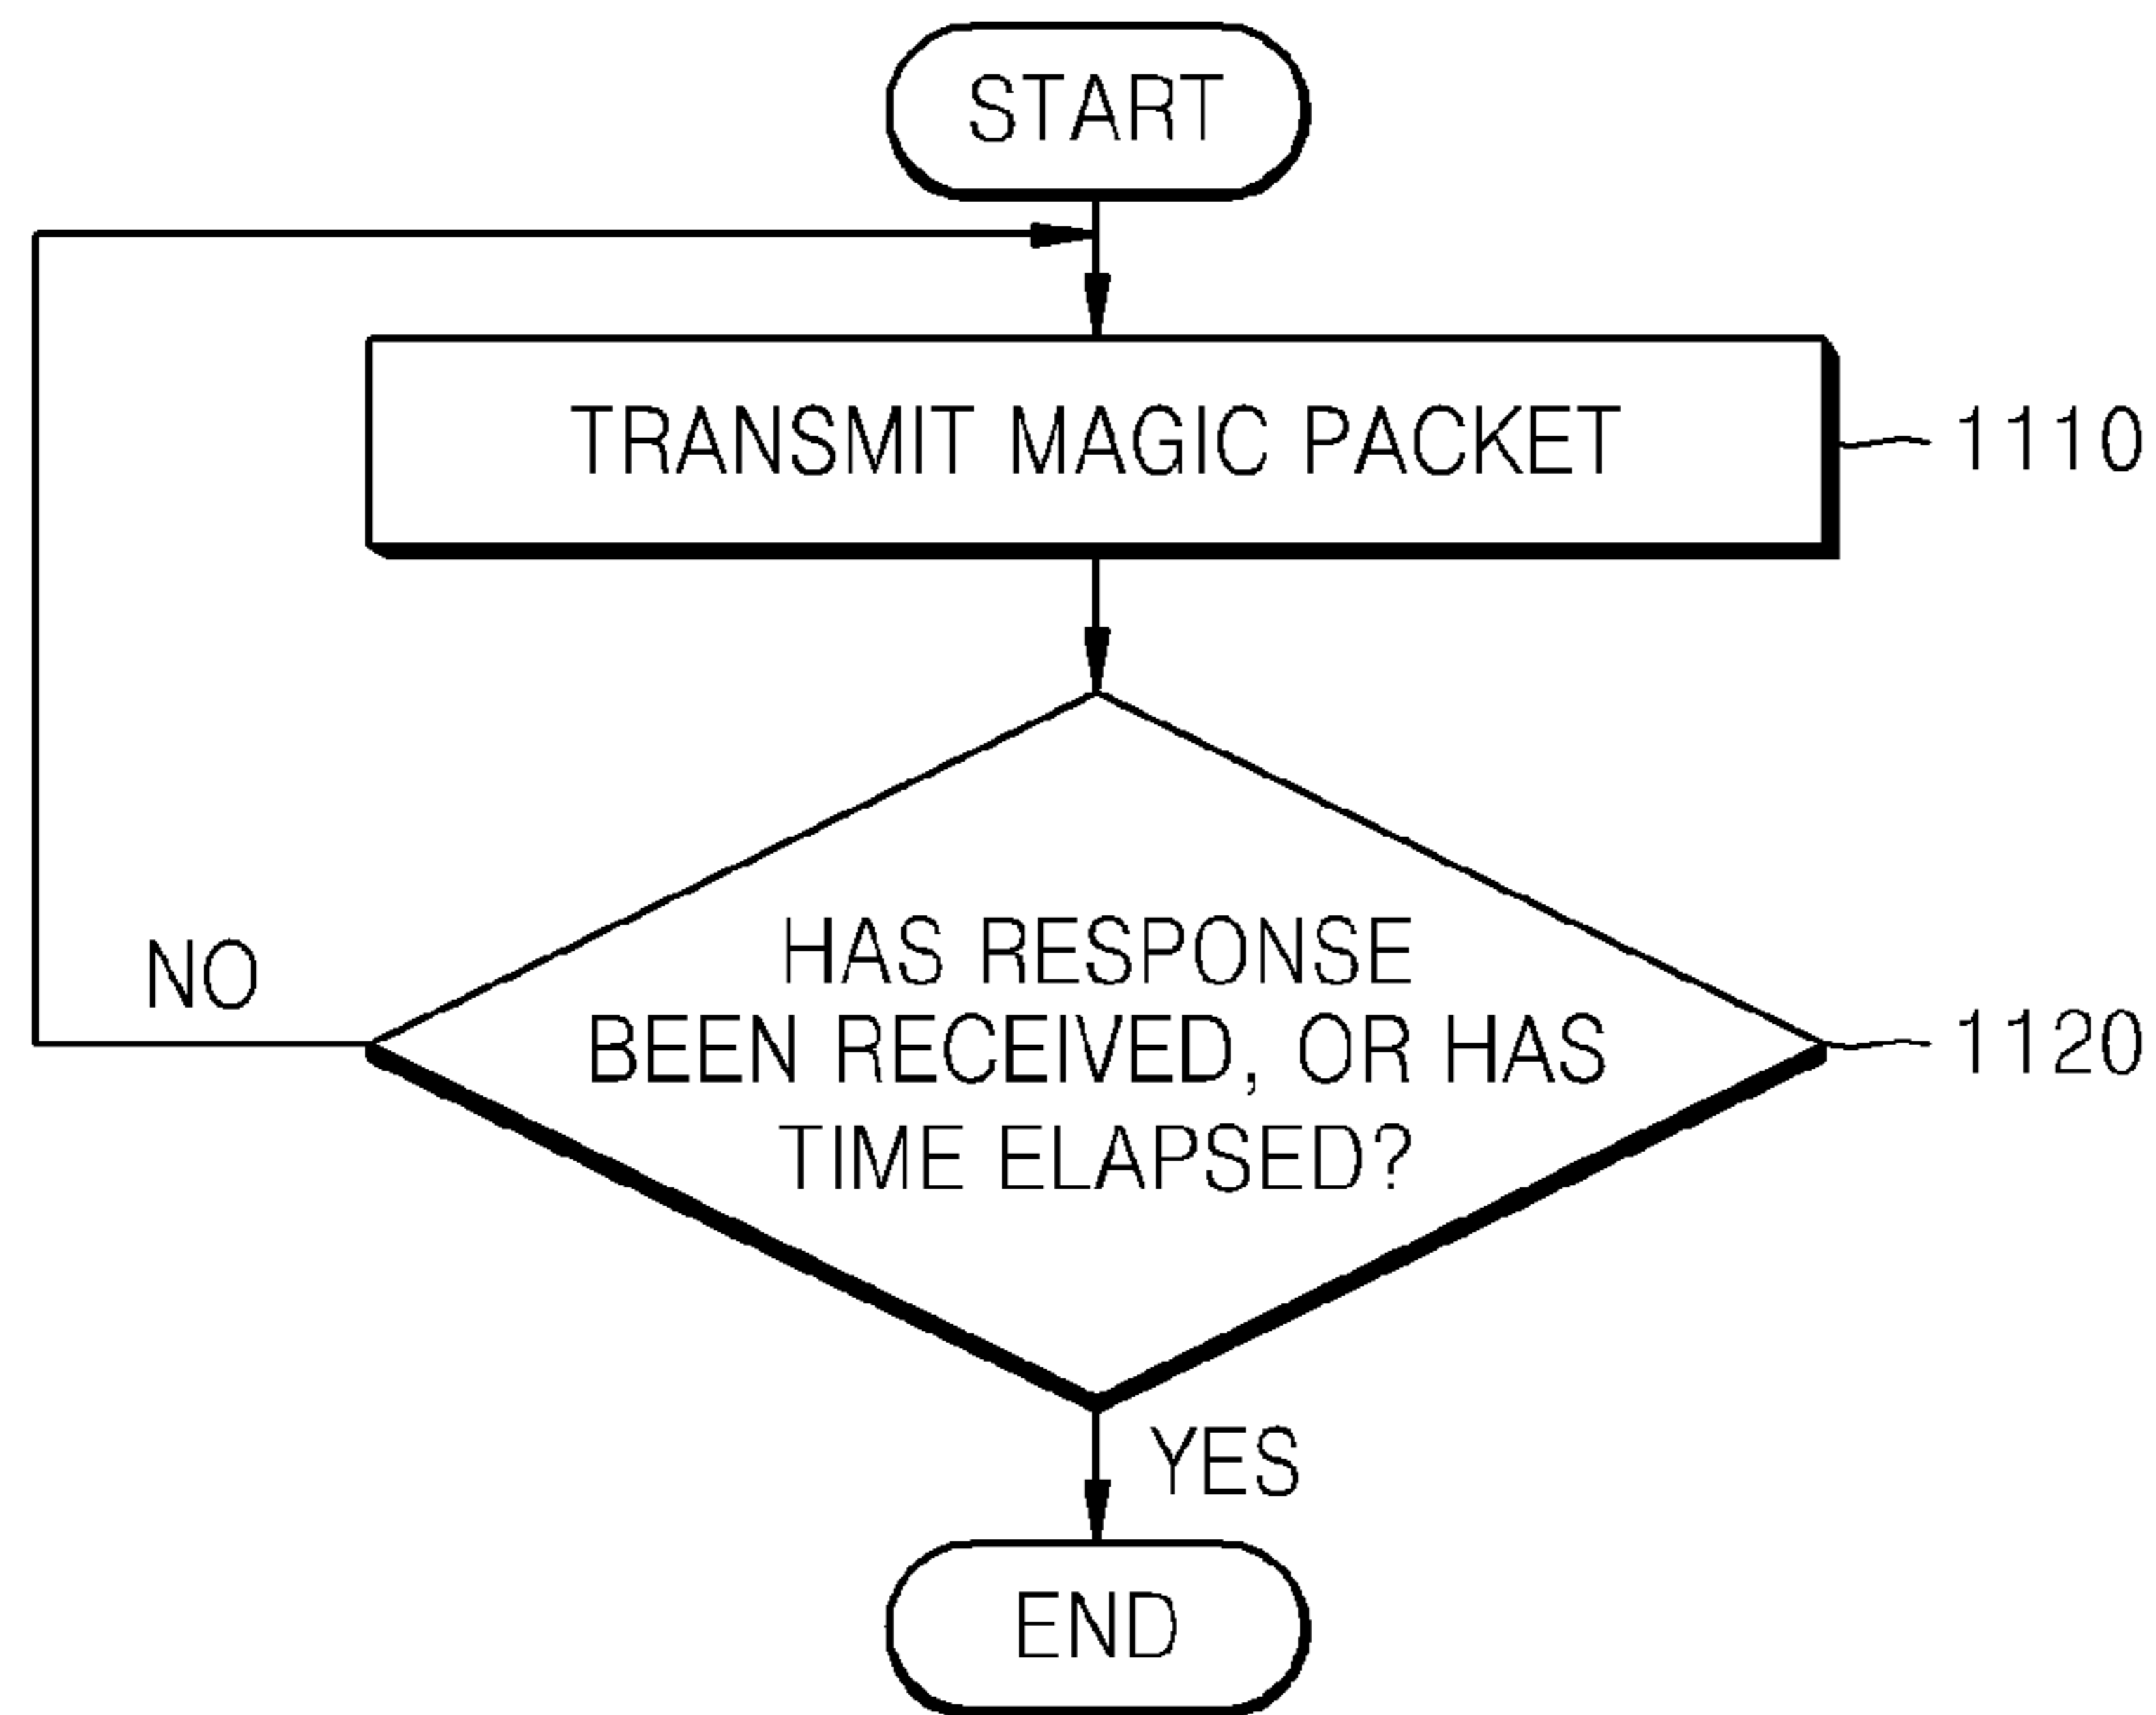 START
TRANSMIT MAGIC PACKET
1110
HAS RESPONSE
BEEN RECEIVED, OR HAS
TIME ELAPSED?
1120
NO
YES
END